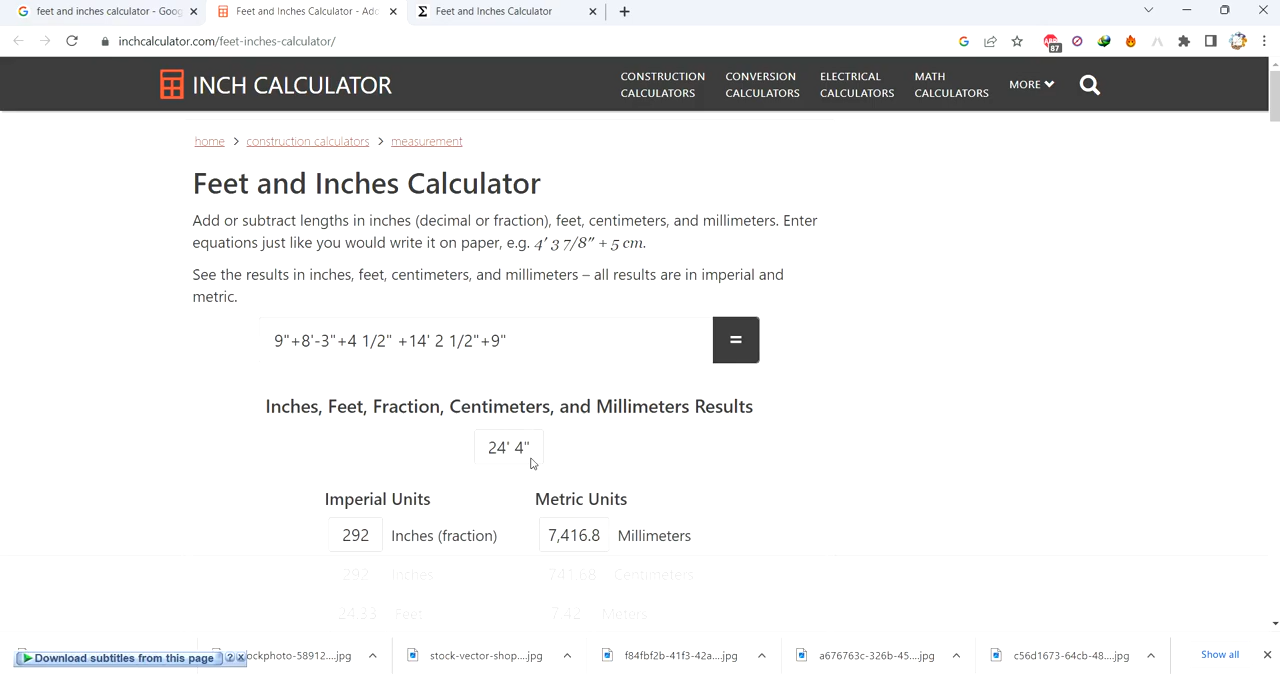 feet and inches calculator - Goog
Feet and Inches Calculator - Add
Feet and Inches Calculator
inchcalculator.com/feet-inches-calculator/
87
INCH CALCULATOR
CONSTRUCTION CALCULATORS
CONVERSION CALCULATORS
ELECTRICAL CALCULATORS
MATH CALCULATORS
MORE
home > construction calculators > measurement
Feet and Inches Calculator
Add or subtract lengths in inches (decimal or fraction), feet, centimeters, and millimeters. Enter
equations just like you would write it on paper, e.g. 4′ 3 7/8″ + 5 cm.
See the results in inches, feet, centimeters, and millimeters – all results are in imperial and
metric.
9"+8'-3"+4 1/2" +14' 2 1/2"+9"
=
Inches, Feet, Fraction, Centimeters, and Millimeters Results
24' 4"
Imperial Units
Metric Units
292 Inches (fraction)
7,416.8 Millimeters
292 Inches
741.68 Centimeters
24.33 Feet
7.42 Meters
Download subtitles from this page
? x
ockphoto-58912....jpg
stock-vector-shop....jpg
f84fbf2b-41f3-42a....jpg
a676763c-326b-45....jpg
c56d1673-64cb-48....jpg
Show all